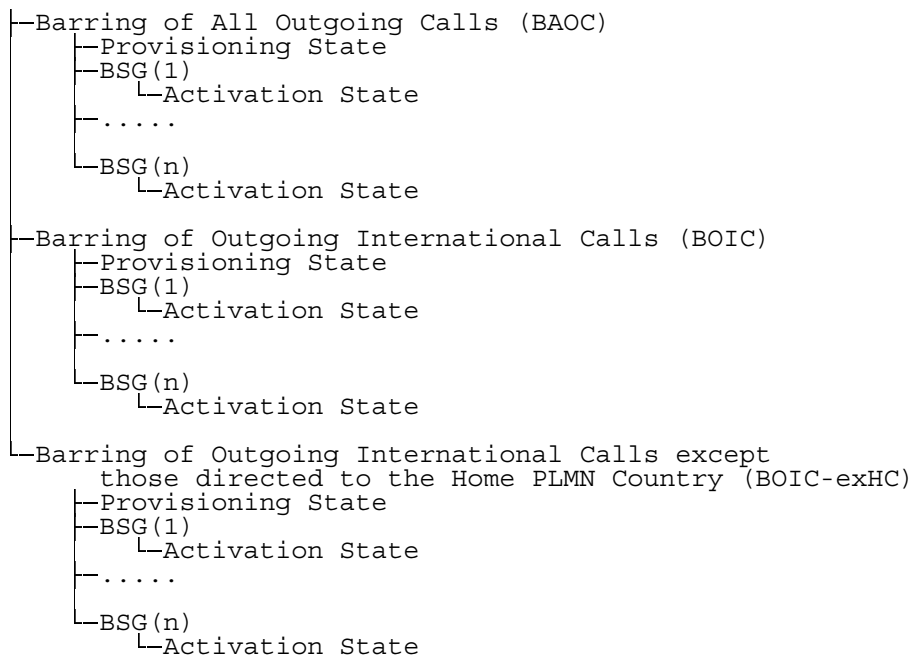 Barring of All Outgoing Calls (BAOC)
Provisioning State
BSG(1)
Activation State
.....
BSG(n)
Activation State
Barring of Outgoing International Calls (BOIC)
Provisioning State
BSG(1)
Activation State
.....
BSG(n)
Activation State
Barring of Outgoing International Calls except
those directed to the Home PLMN Country (BOIC-exHC)
Provisioning State
BSG(1)
Activation State
.....
BSG(n)
Activation State